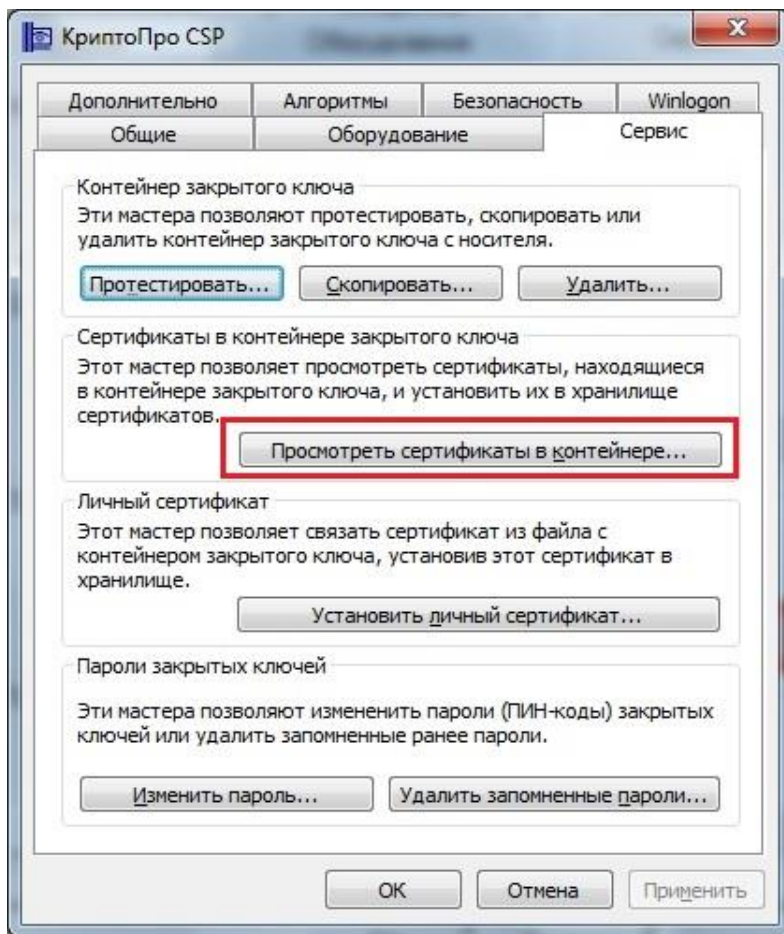 КриптоПро CSP
Дополнительно
Алгоритмы
Безопасность
Winlogon
Общие
Оборудование
Сервис
Контейнер закрытого ключа
Эти мастера позволяют протестировать, скопировать или
удалить контейнер закрытого ключа с носителя.
Протестировать...
Скопировать...
Удалить...
Сертификаты в контейнере закрытого ключа
Этот мастер позволяет просмотреть сертификаты, находящиеся
в контейнере закрытого ключа, и установить их в хранилище
сертификатов.
Просмотреть сертификаты в контейнере...
Личный сертификат
Этот мастер позволяет связать сертификат из файла с
контейнером закрытого ключа, установив этот сертификат в
хранилище.
Установить личный сертификат...
Пароли закрытых ключей
Эти мастера позволяют измененить пароли (ПИН-коды) закрытых
ключей или удалить запомненные ранее пароли.
Изменить пароль...
Удалить запомненные пароли...
ОК
Отмена
Применить